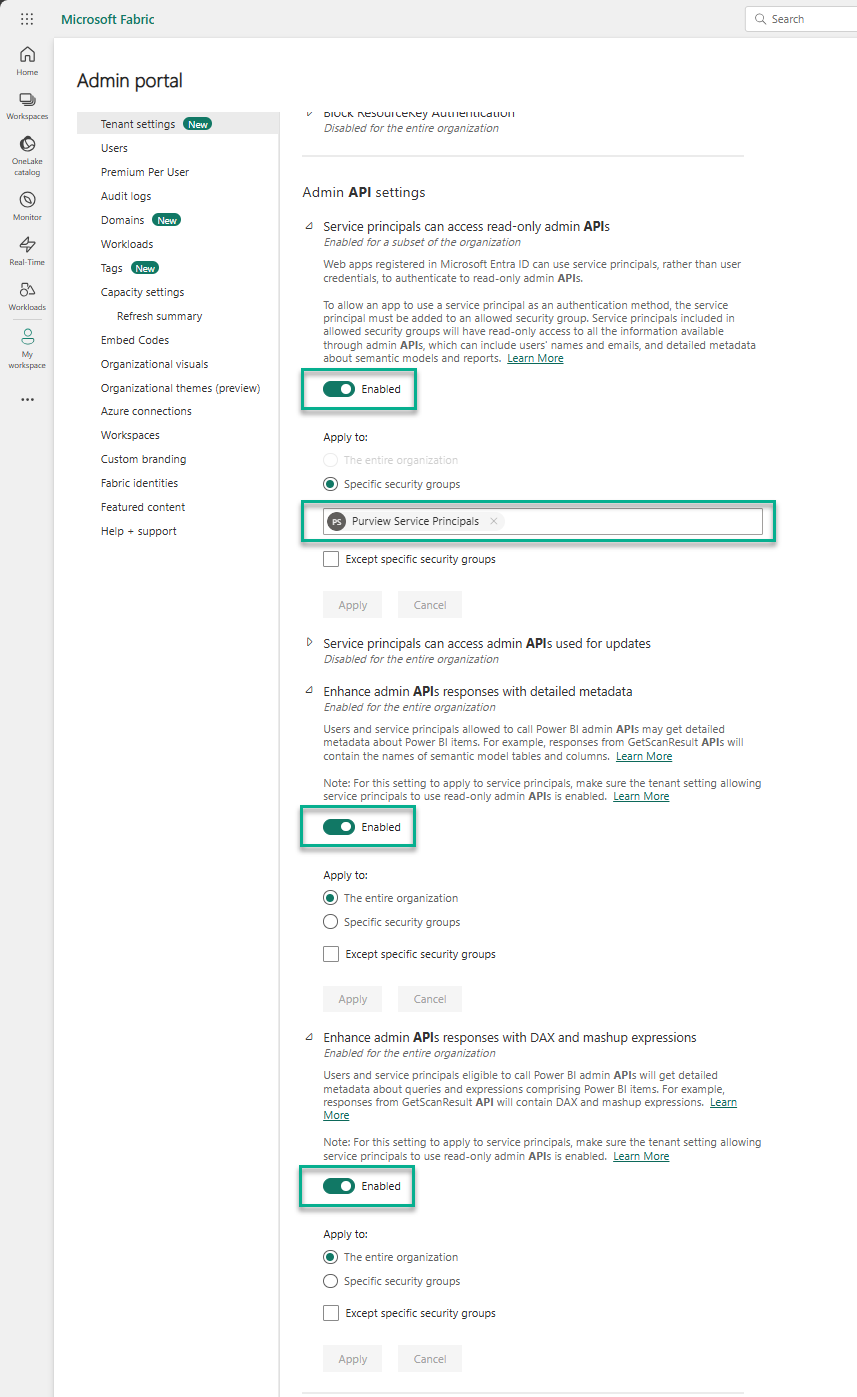 Microsoft Fabric
Search
Home
Workspaces
OneLake
catalog
Monitor
Real-Time
Workloads
My
workspace
Admin portal
Tenant settings New
Users
Premium Per User
Audit logs
Domains New
Workloads
Tags New
Capacity settings
Refresh summary
Embed Codes
Organizational visuals
Organizational themes (preview)
Azure connections
Workspaces
Custom branding
Fabric identities
Featured content
Help + support
Block ResourceKey Authentication
Disabled for the entire organization
Admin API settings
Service principals can access read-only admin APIs
Enabled for a subset of the organization
Web apps registered in Microsoft Entra ID can use service principals, rather than user
credentials, to authenticate to read-only admin APIs.
To allow an app to use a service principal as an authentication method, the service
principal must be added to an allowed security group. Service principals included in
allowed security groups will have read-only access to all the information available
through admin APIs, which can include users' names and emails, and detailed metadata
about semantic models and reports. Learn More
Enabled
Apply to:
The entire organization
Specific security groups
PS Purview Service Principals
Except specific security groups
Apply Cancel
Service principals can access admin APIs used for updates
Disabled for the entire organization
Enhance admin APIs responses with detailed metadata
Enabled for the entire organization
Users and service principals allowed to call Power BI admin APIs may get detailed
metadata about Power BI items. For example, responses from GetScanResult APIs will
contain the names of semantic model tables and columns. Learn More
Note: For this setting to apply to service principals, make sure the tenant setting allowing
service principals to use read-only admin APIs is enabled. Learn More
Enabled
Apply to:
The entire organization
Specific security groups
Except specific security groups
Apply Cancel
Enhance admin APIs responses with DAX and mashup expressions
Enabled for the entire organization
Users and service principals eligible to call Power BI admin APIs will get detailed
metadata about queries and expressions comprising Power BI items. For example,
responses from GetScanResult API will contain DAX and mashup expressions. Learn
More
Note: For this setting to apply to service principals, make sure the tenant setting allowing
service principals to use read-only admin APIs is enabled. Learn More
Enabled
Apply to:
The entire organization
Specific security groups
Except specific security groups
Apply Cancel